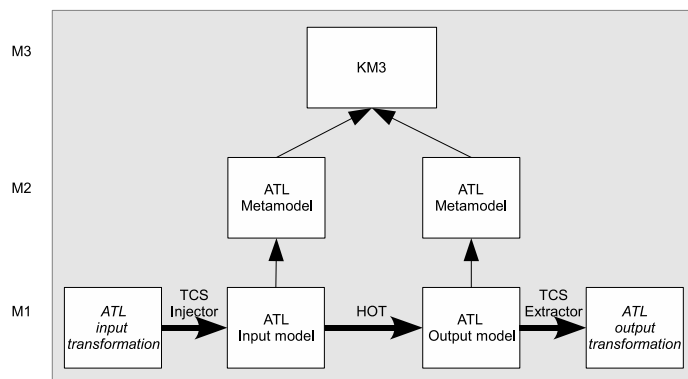 M3
KM3
M2
ATL
Metamodel
ATL
Metamodel
M1
ATL
input
transformation
TCS
Injector
ATL
Input model
HOT
ATL
Output model
TCS
Extractor
ATL
output
transformation